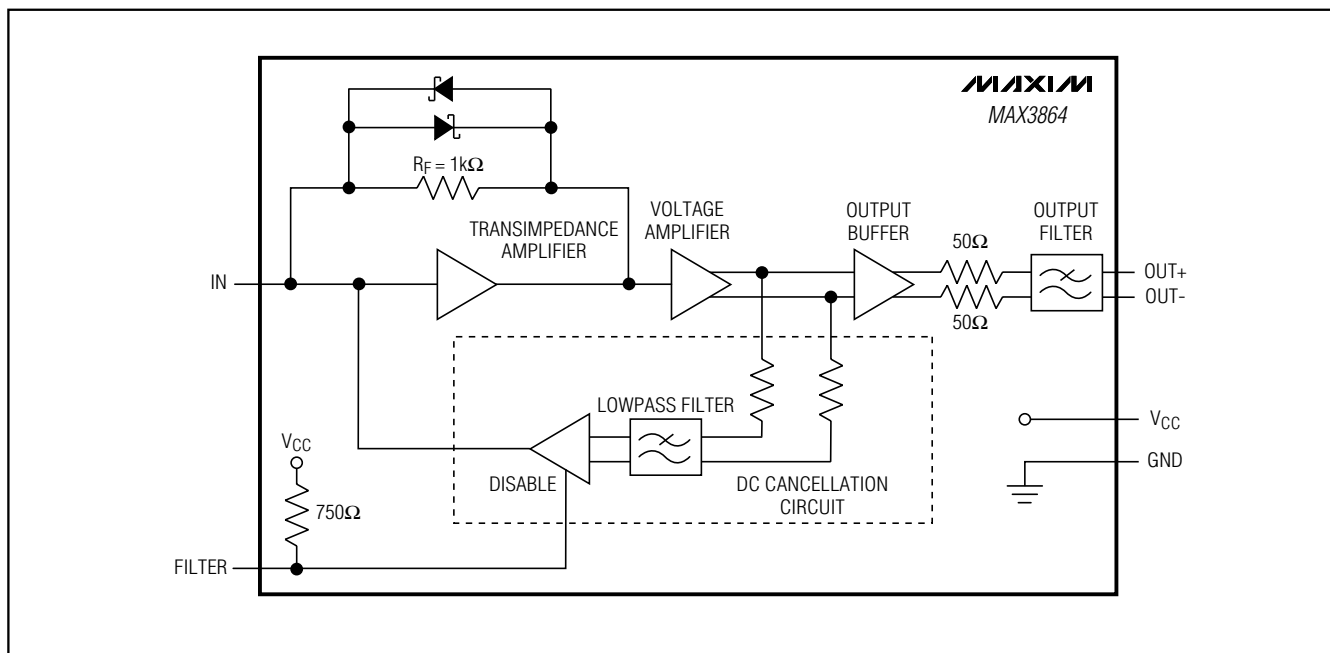 MAXIM
MAX3864
R_F = 1kΩ
TRANSIMPEDANCE
AMPLIFIER
VOLTAGE
AMPLIFIER
OUTPUT
BUFFER
50Ω
50Ω
OUTPUT
FILTER
IN
OUT+
OUT-
LOWPASS FILTER
DISABLE
DC CANCELLATION
CIRCUIT
V_CC
GND
V_CC
750Ω
FILTER